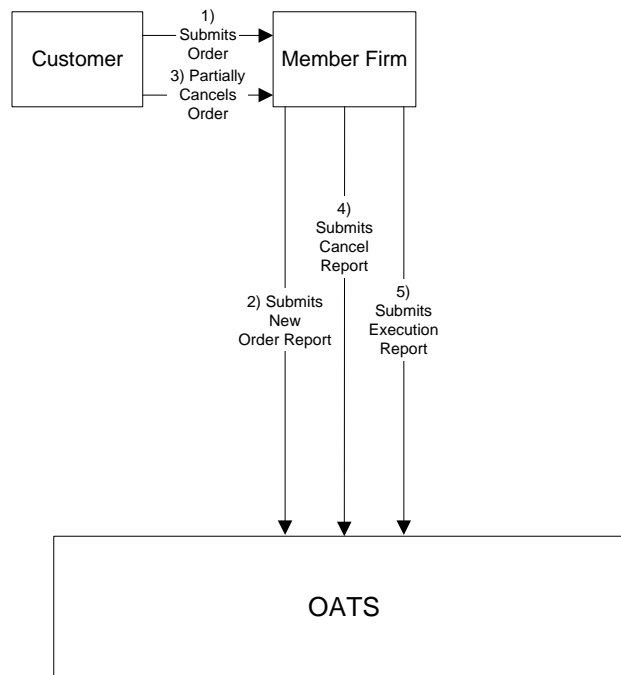 Customer
1)
Submits
Order
3) Partially
Cancels
Order
Member Firm
2) Submits
New
Order Report
4)
Submits
Cancel
Report
5)
Submits
Execution
Report
OATS